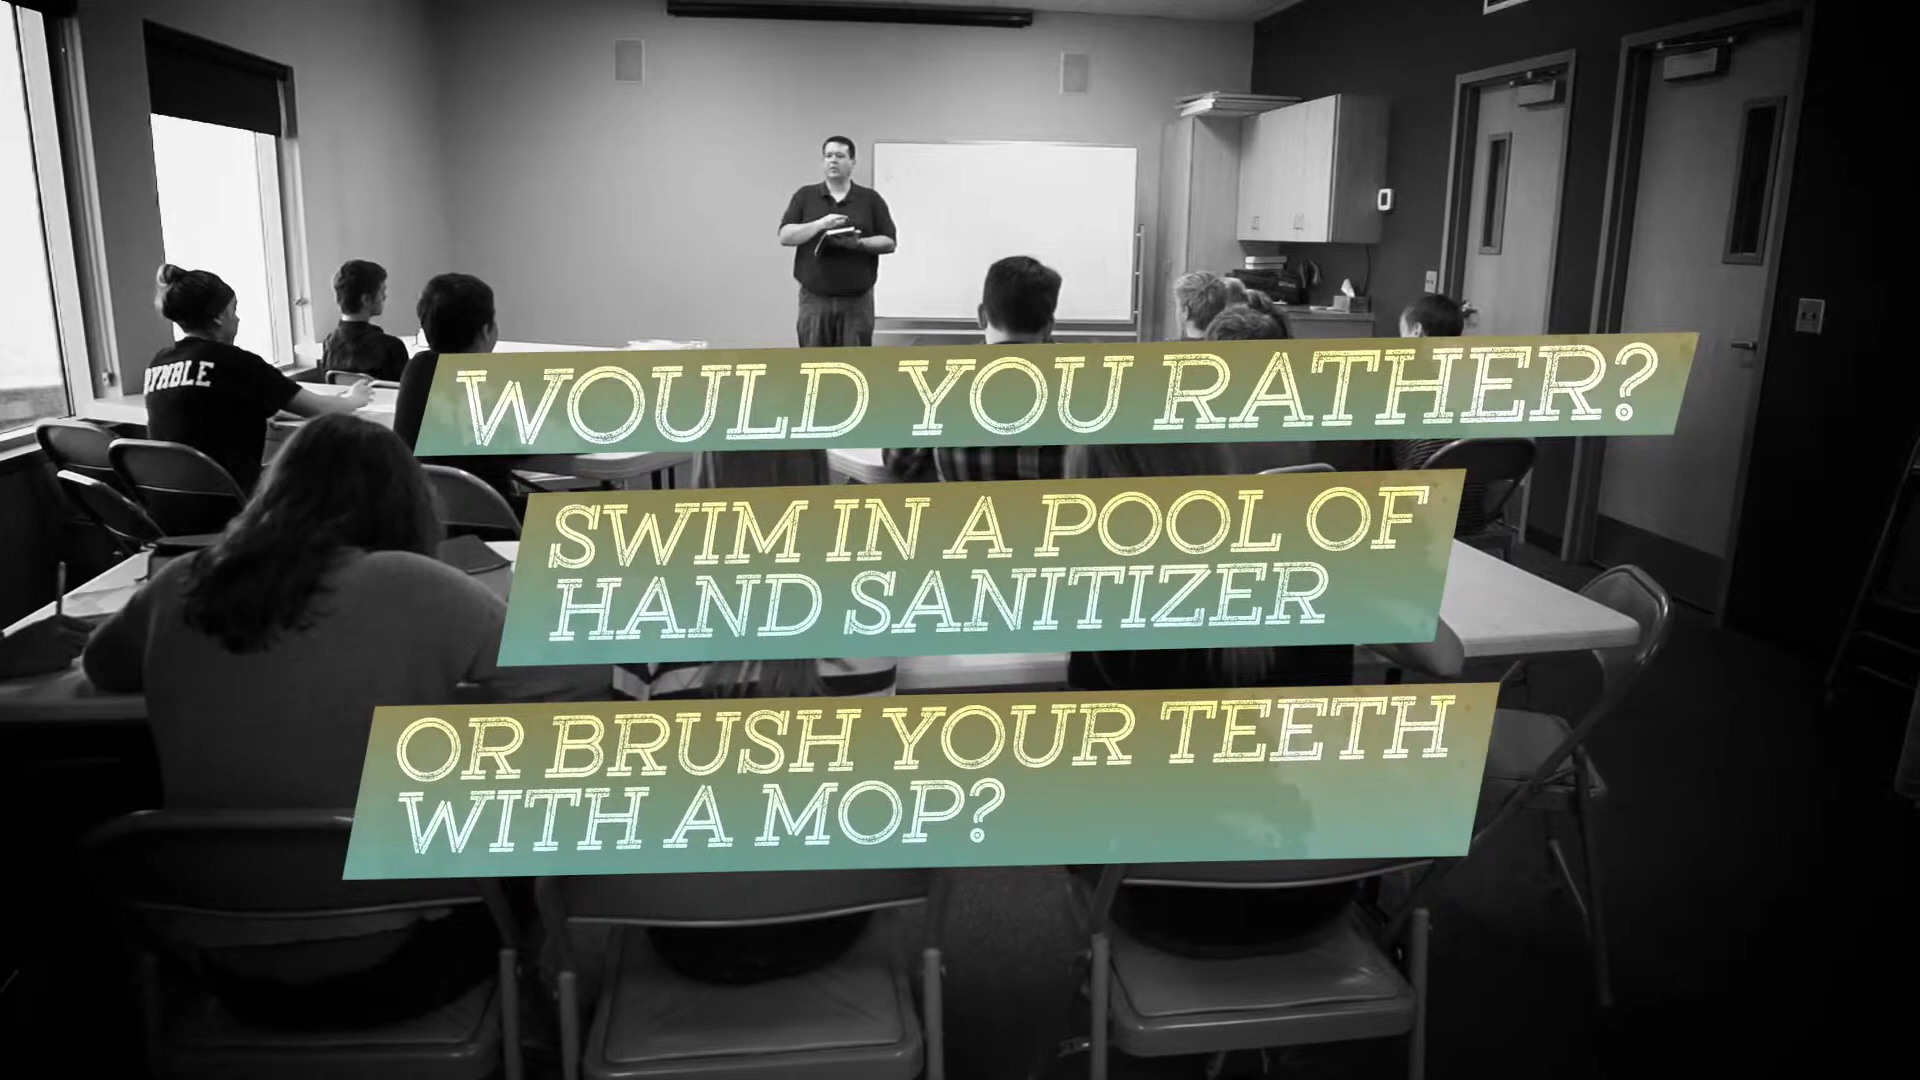 WOULD YOU RATHER?
SWIM IN A POOL OF
HAND SANITIZER
OR BRUSH YOUR TEETH
WITH A MOP?